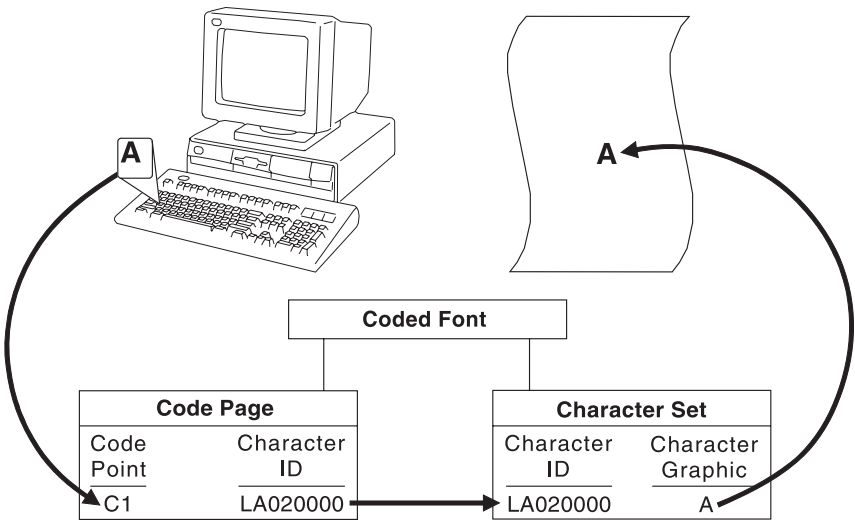 A
A
Coded Font
Code Page
Code Point
Character ID
C1
LA020000
Character Set
Character ID
Character Graphic
LA020000
A